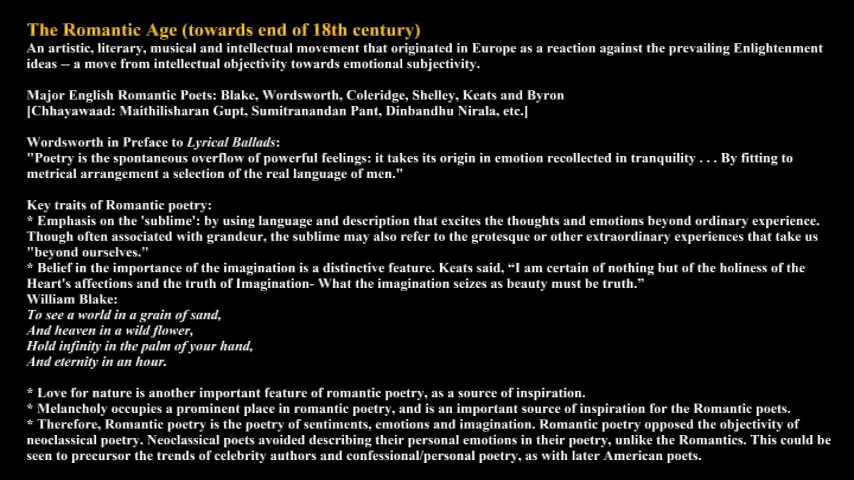 The Romantic Age (towards end of 18th century)
An artistic, literary, musical and intellectual movement that originated in Europe as a reaction against the prevailing Enlightenment
ideas -- a move from intellectual objectivity towards emotional subjectivity.
Major English Romantic Poets: Blake, Wordsworth, Coleridge, Shelley, Keats and Byron
[Chhayawaad: Maithilisharan Gupt, Sumitranandan Pant, Dinbandhu Nirala, etc.]
Wordsworth in Preface to Lyrical Ballads:
"Poetry is the spontaneous overflow of powerful feelings: it takes its origin in emotion recollected in tranquility . . . By fitting to
metrical arrangement a selection of the real language of men."
Key traits of Romantic poetry:
* Emphasis on the 'sublime': by using language and description that excites the thoughts and emotions beyond ordinary experience.
Though often associated with grandeur, the sublime may also refer to the grotesque or other extraordinary experiences that take us
"beyond ourselves."
* Belief in the importance of the imagination is a distinctive feature. Keats said, “I am certain of nothing but of the holiness of the
Heart's affections and the truth of Imagination- What the imagination seizes as beauty must be truth.”
William Blake:
To see a world in a grain of sand,
And heaven in a wild flower,
Hold infinity in the palm of your hand,
And eternity in an hour.
* Love for nature is another important feature of romantic poetry, as a source of inspiration.
* Melancholy occupies a prominent place in romantic poetry, and is an important source of inspiration for the Romantic poets.
* Therefore, Romantic poetry is the poetry of sentiments, emotions and imagination. Romantic poetry opposed the objectivity of
neoclassical poetry. Neoclassical poets avoided describing their personal emotions in their poetry, unlike the Romantics. This could be
seen to precursor the trends of celebrity authors and confessional/personal poetry, as with later American poets.